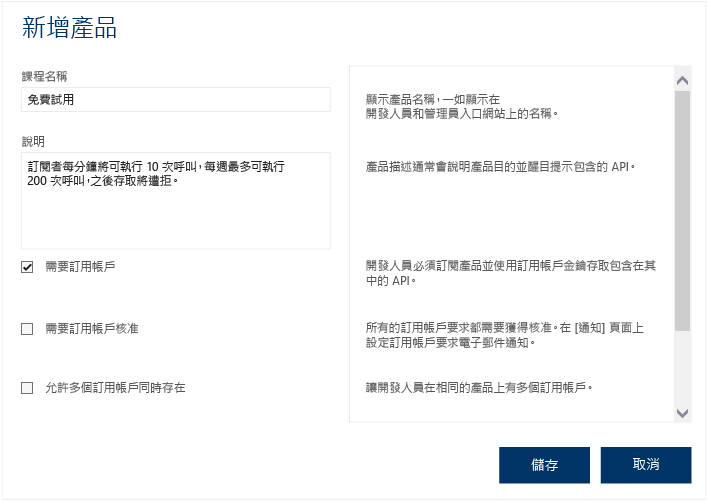 新增產品
課程名稱
免費試用
顯示產品名稱，一如顯示在
開發人員和管理員入口網站上的名稱。
說明
訂閱者每分鐘將可執行 10 次呼叫，每週最多可執行
200 次呼叫，之後存取將遭拒。
產品描述通常會說明產品目的並醒目提示包含的 API。
需要訂用帳戶
開發人員必須訂閱產品並使用訂用帳戶金鑰存取包含在其
中的 API。
需要訂用帳戶核准
所有的訂用帳戶要求都需要獲得核准。在 [通知] 頁面上
設定訂用帳戶要求電子郵件通知。
允許多個訂用帳戶同時存在
讓開發人員在相同的產品上有多個訂用帳戶。
儲存
取消